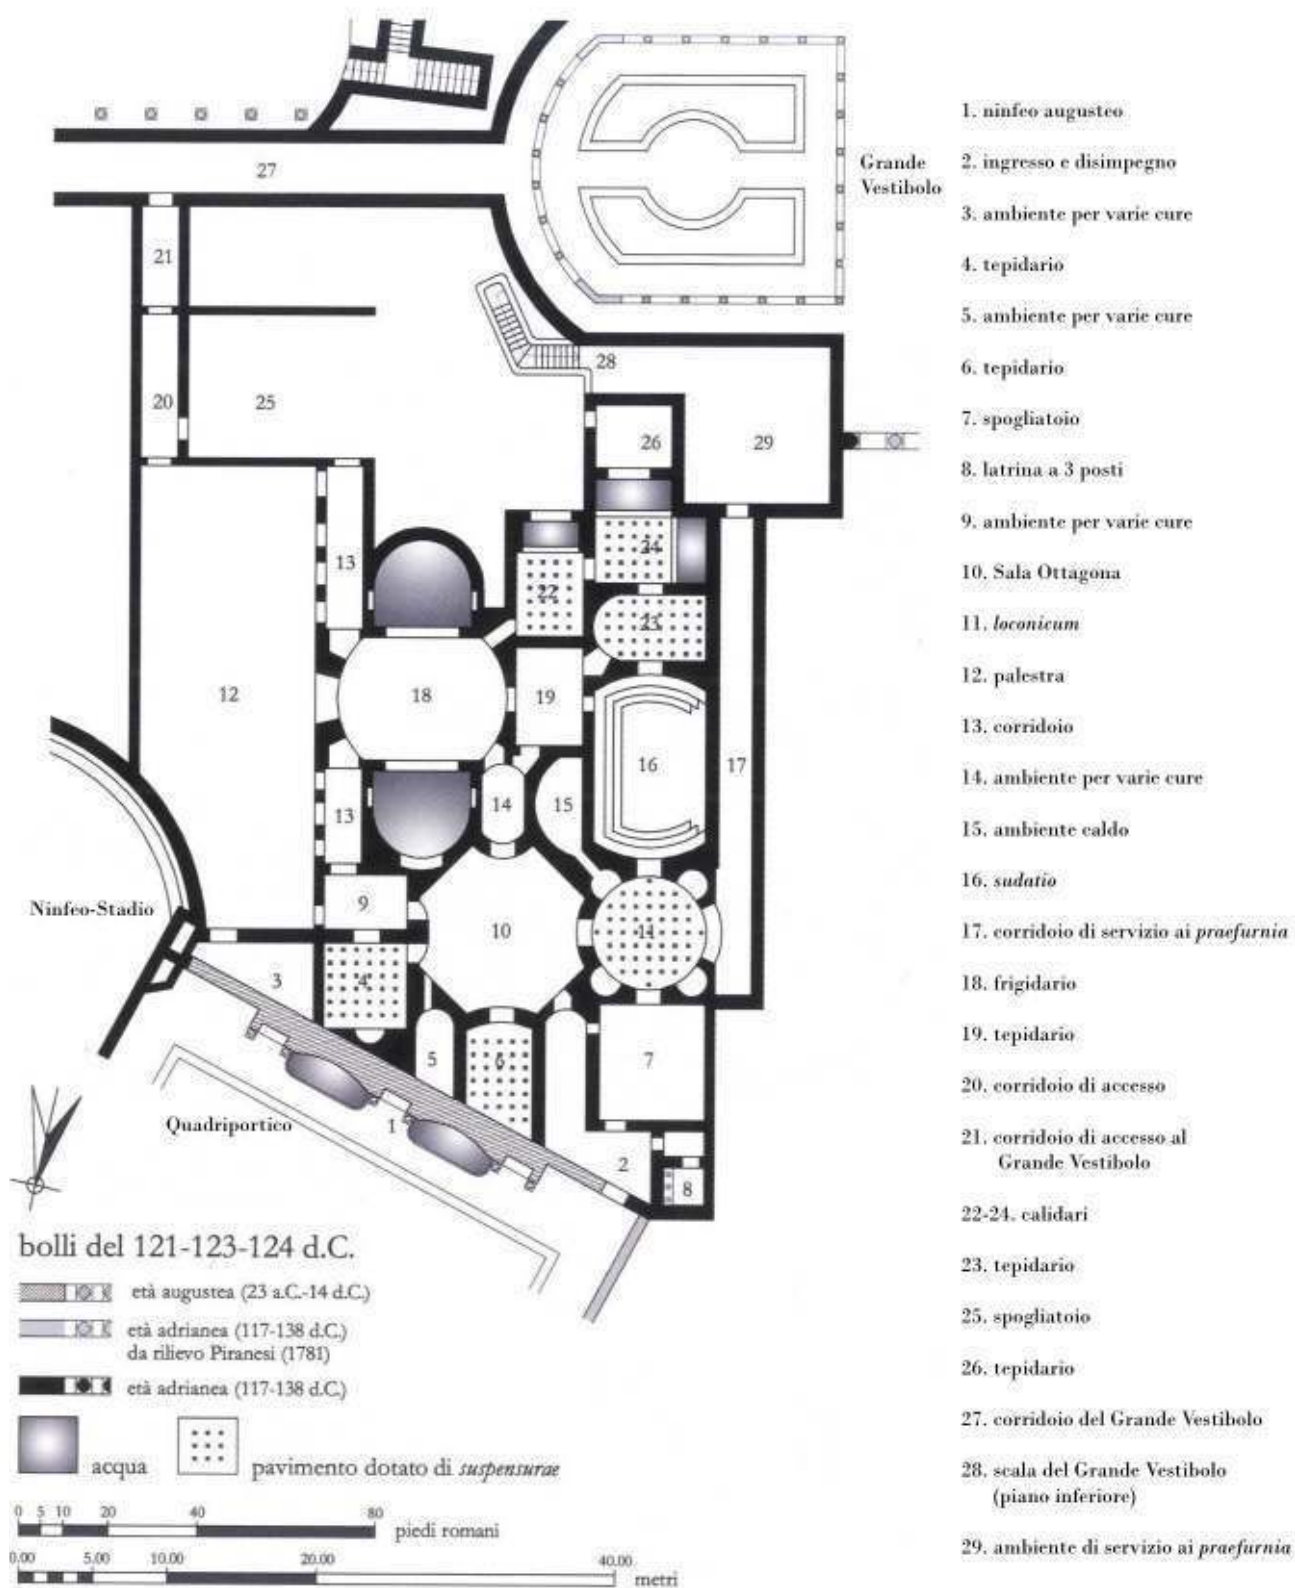 27
Grande
Vestibolo
21
28
20
25
26
29
24
13
22
23
12
18
19
16
17
14
15
13
9
10
11
Ninfeo-Stadio
3
4
5
6
7
Quadriportico
1
2
8
1. ninfeo augusteo
2. ingresso e disimpegno
3. ambiente per varie cure
4. tepidario
5. ambiente per varie cure
6. tepidario
7. spogliatoio
8. latrina a 3 posti
9. ambiente per varie cure
10. Sala Ottagona
11. loconicum
12. palestra
13. corridoio
14. ambiente per varie cure
15. ambiente caldo
16. sudatio
17. corridoio di servizio ai praefurnia
18. frigidario
19. tepidario
20. corridoio di accesso
21. corridoio di accesso al
Grande Vestibolo
22-24. calidari
23. tepidario
25. spogliatoio
26. tepidario
27. corridoio del Grande Vestibolo
28. scala del Grande Vestibolo
(piano inferiore)
29. ambiente di servizio ai praefurnia
bolli del 121-123-124 d.C.
età augustea (23 a.C.-14 d.C.)
età adrianea (117-138 d.C.)
da rilievo Piranesi (1781)
età adrianea (117-138 d.C.)
acqua
pavimento dotato di suspensurae
0 5 10 20 40 80
piedi romani
0.00 5.00 10.00 20.00 40.00
metri